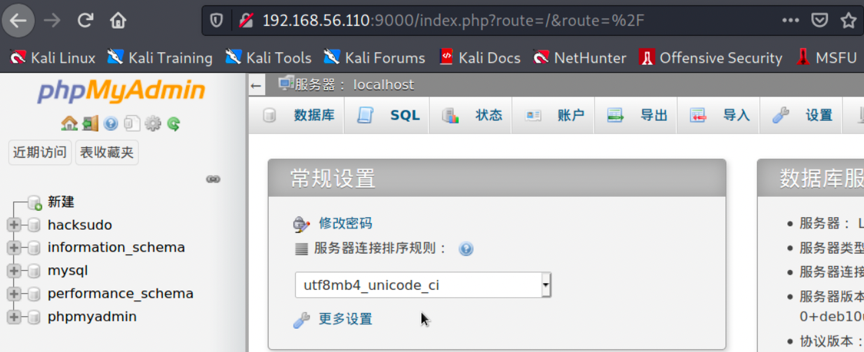 192.168.56.110:9000/index.php?route=/&route=%2F
Kali Linux Kali Training Kali Tools Kali Forums Kali Docs NetHunter Offensive Security MSFU
phpMyAdmin
近期访问 表收藏夹
新建
hacksudo
information_schema
mysql
performance_schema
phpmyadmin
服务器： localhost
数据库 SQL 状态 账户 导出 导入 设置
常规设置
修改密码
服务器连接排序规则：
utf8mb4_unicode_ci
更多设置
数据库服
服务器： L
服务器类型
服务器连接
服务器版本
0+deb10
协议版本：